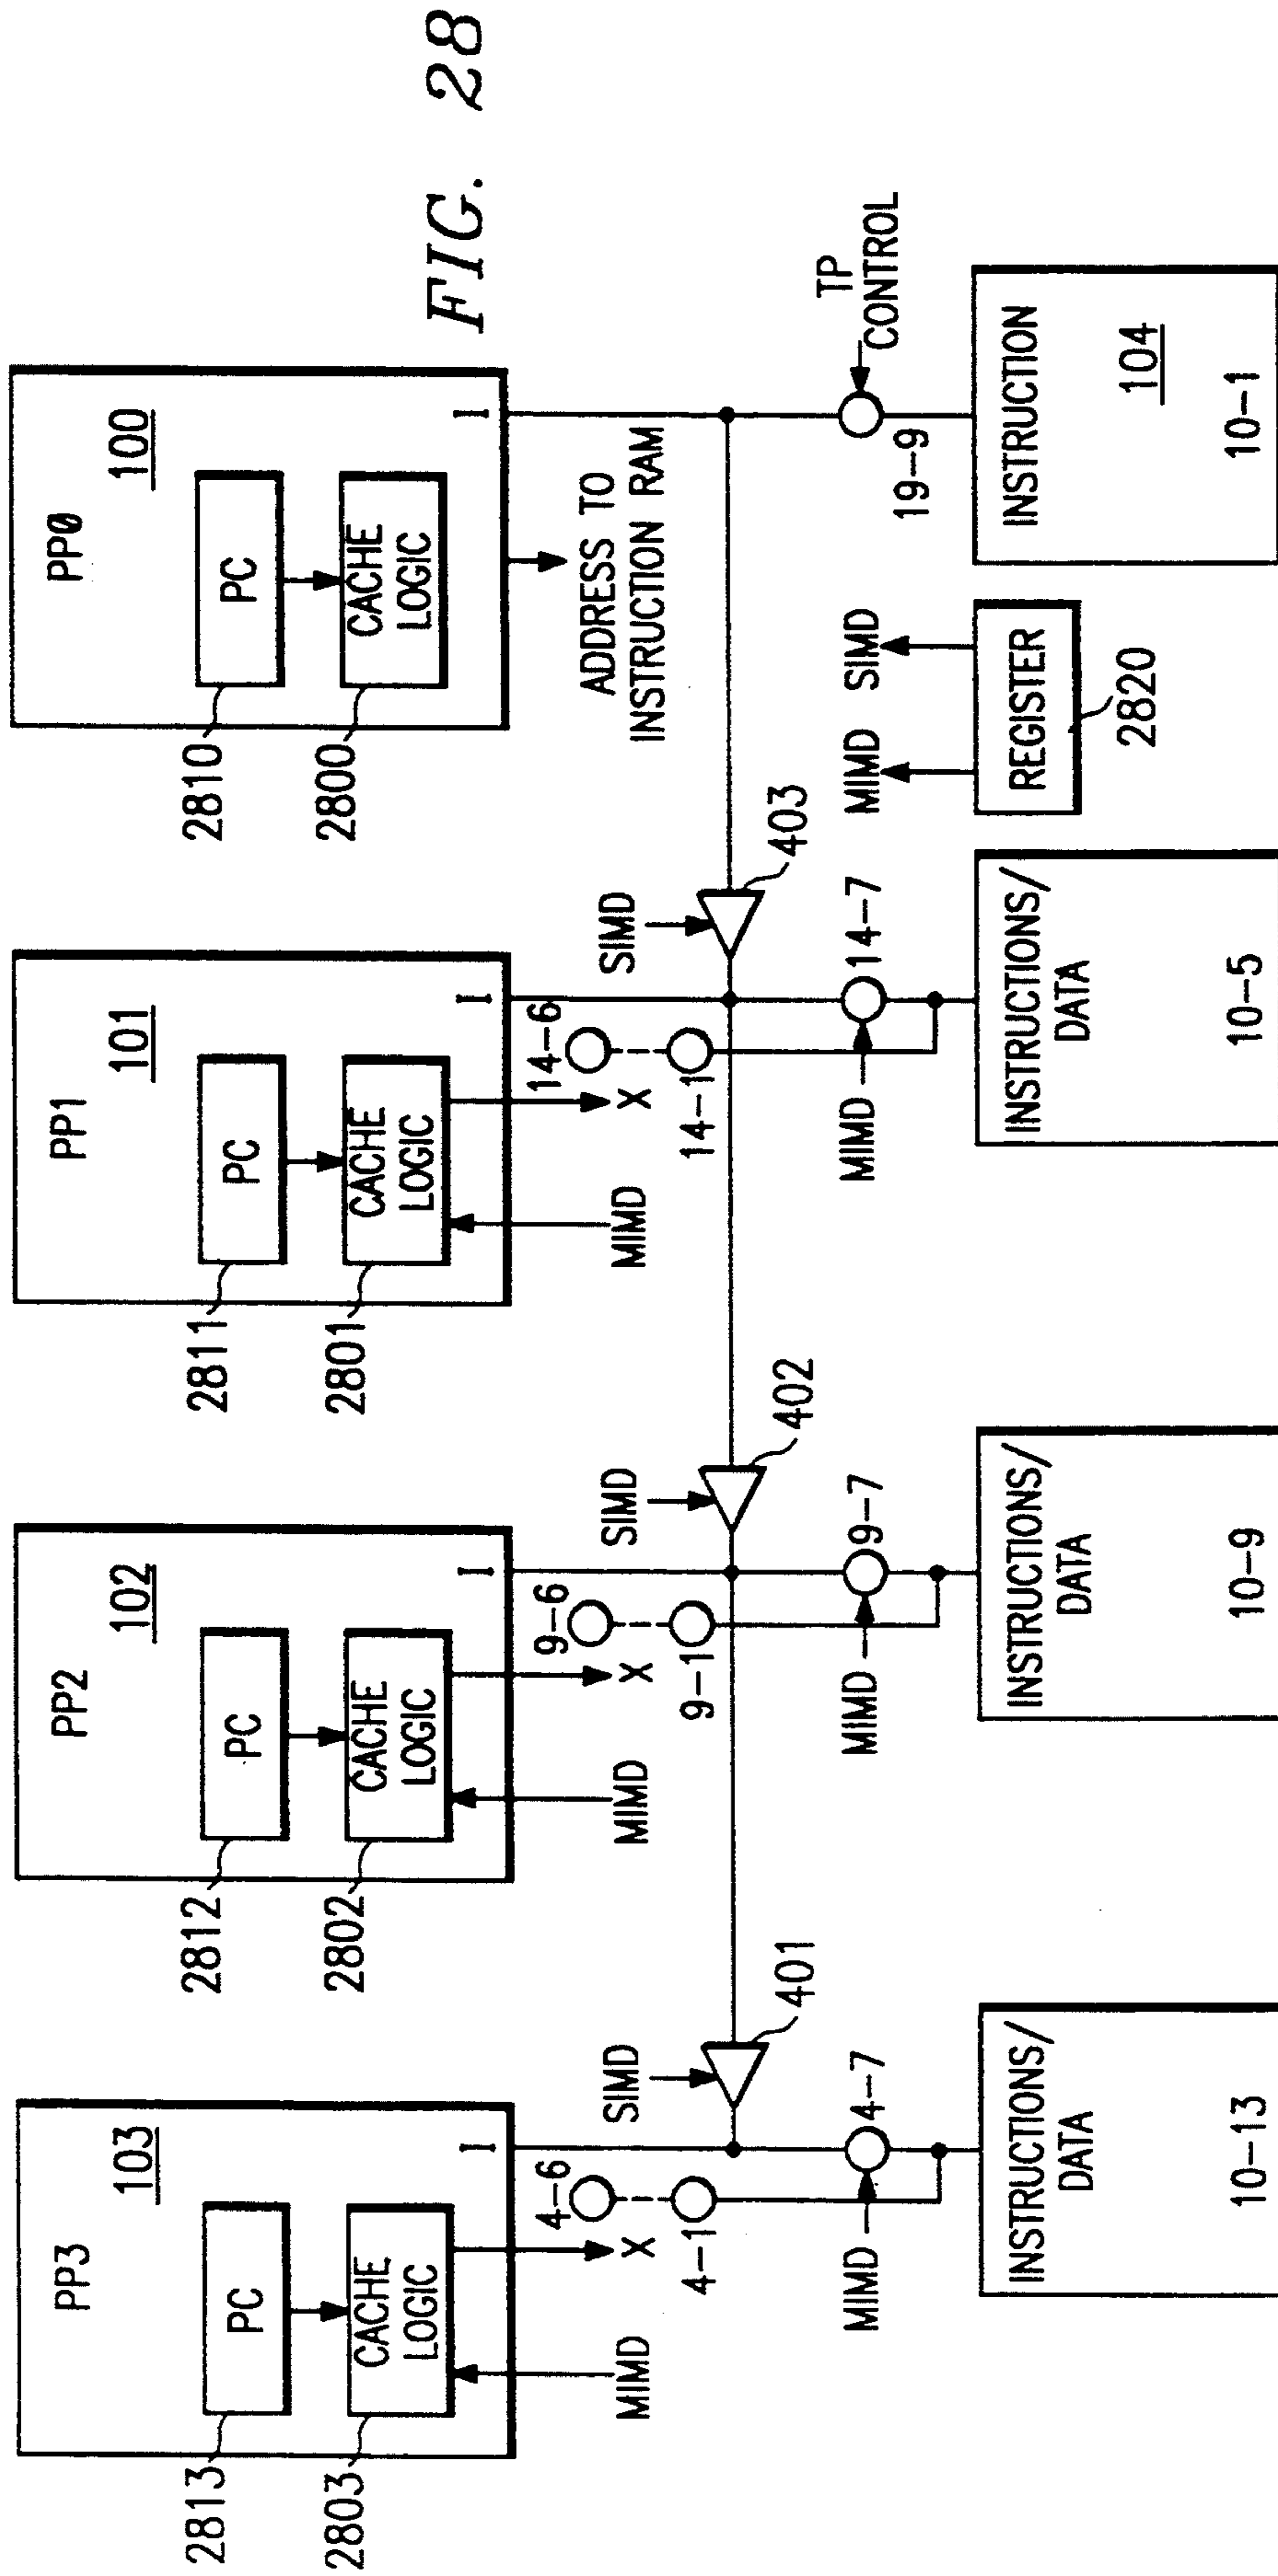 PP3
103
PC
CACHE
LOGIC
I
2813
2803
MIMD
X
4-6
4-1
SIMD
401
MIMD
4-7
INSTRUCTIONS/
DATA
10-13
PP2
102
PC
CACHE
LOGIC
I
2812
2802
MIMD
X
9-6
9-1
SIMD
402
MIMD
9-7
INSTRUCTIONS/
DATA
10-9
PP1
101
PC
CACHE
LOGIC
I
2811
2801
MIMD
X
14-6
14-1
SIMD
403
MIMD
14-7
INSTRUCTIONS/
DATA
10-5
PP0
100
PC
CACHE
LOGIC
I
2810
2800
ADDRESS TO
INSTRUCTION RAM
MIMD
SIMD
REGISTER
2820
TP
CONTROL
19-9
INSTRUCTION
104
10-1
FIG. 28